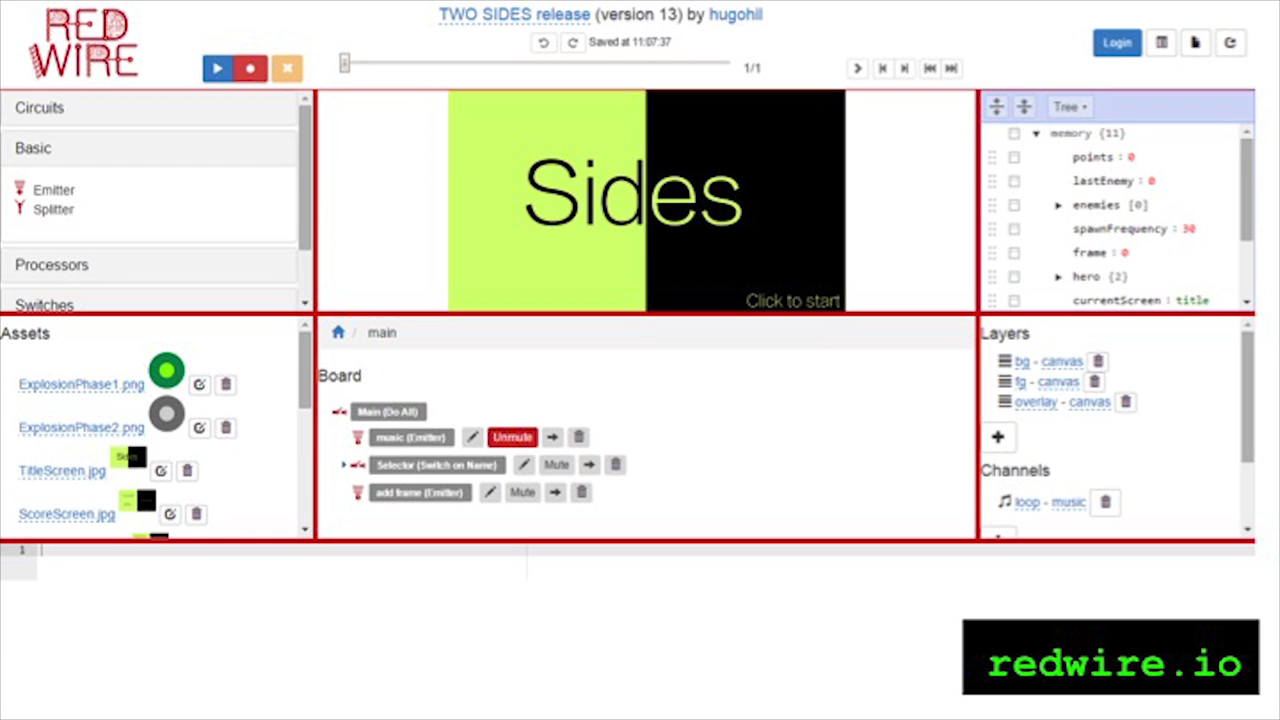 RED
WIRE
TWO SIDES release (version 13) by hugohil
Saved at 11:07:37
1/1
Login
Circuits
Basic
Emitter
Splitter
Processors
Switches
Sides
Click to start
Tree
memory {11}
points : 0
lastEnemy : 0
enemies [0]
spawnFrequency : 30
frame : 0
hero {2}
currentScreen : title
Assets
ExplosionPhase1.png
ExplosionPhase2.png
TitleScreen.jpg
Sides
ScoreScreen.jpg
main
Board
Main (Do All)
music (Emitter) Unmute
Selector (Switch on Name) Mute
add frame (Emitter) Mute
Layers
bg - canvas
fg - canvas
overlay - canvas
Channels
loop - music
1
redwire.io